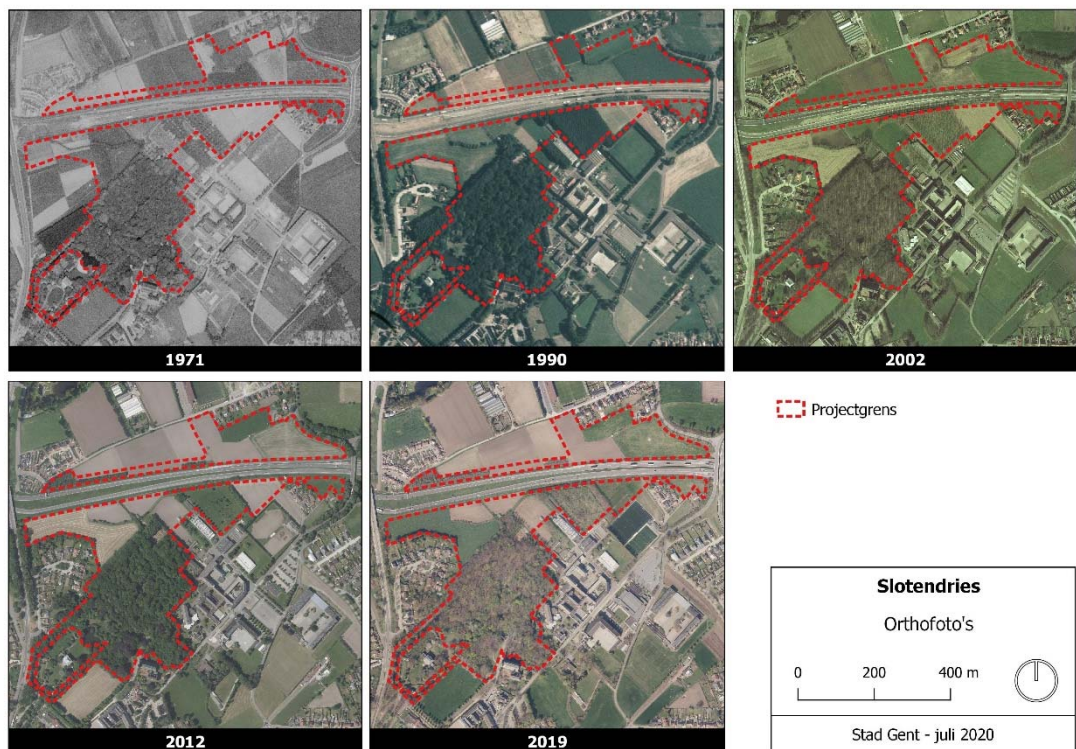 1971
1990
2002
2012
2019
Projectgrens
Slotendries
Orthofoto's
0 200 400 m
Stad Gent - juli 2020